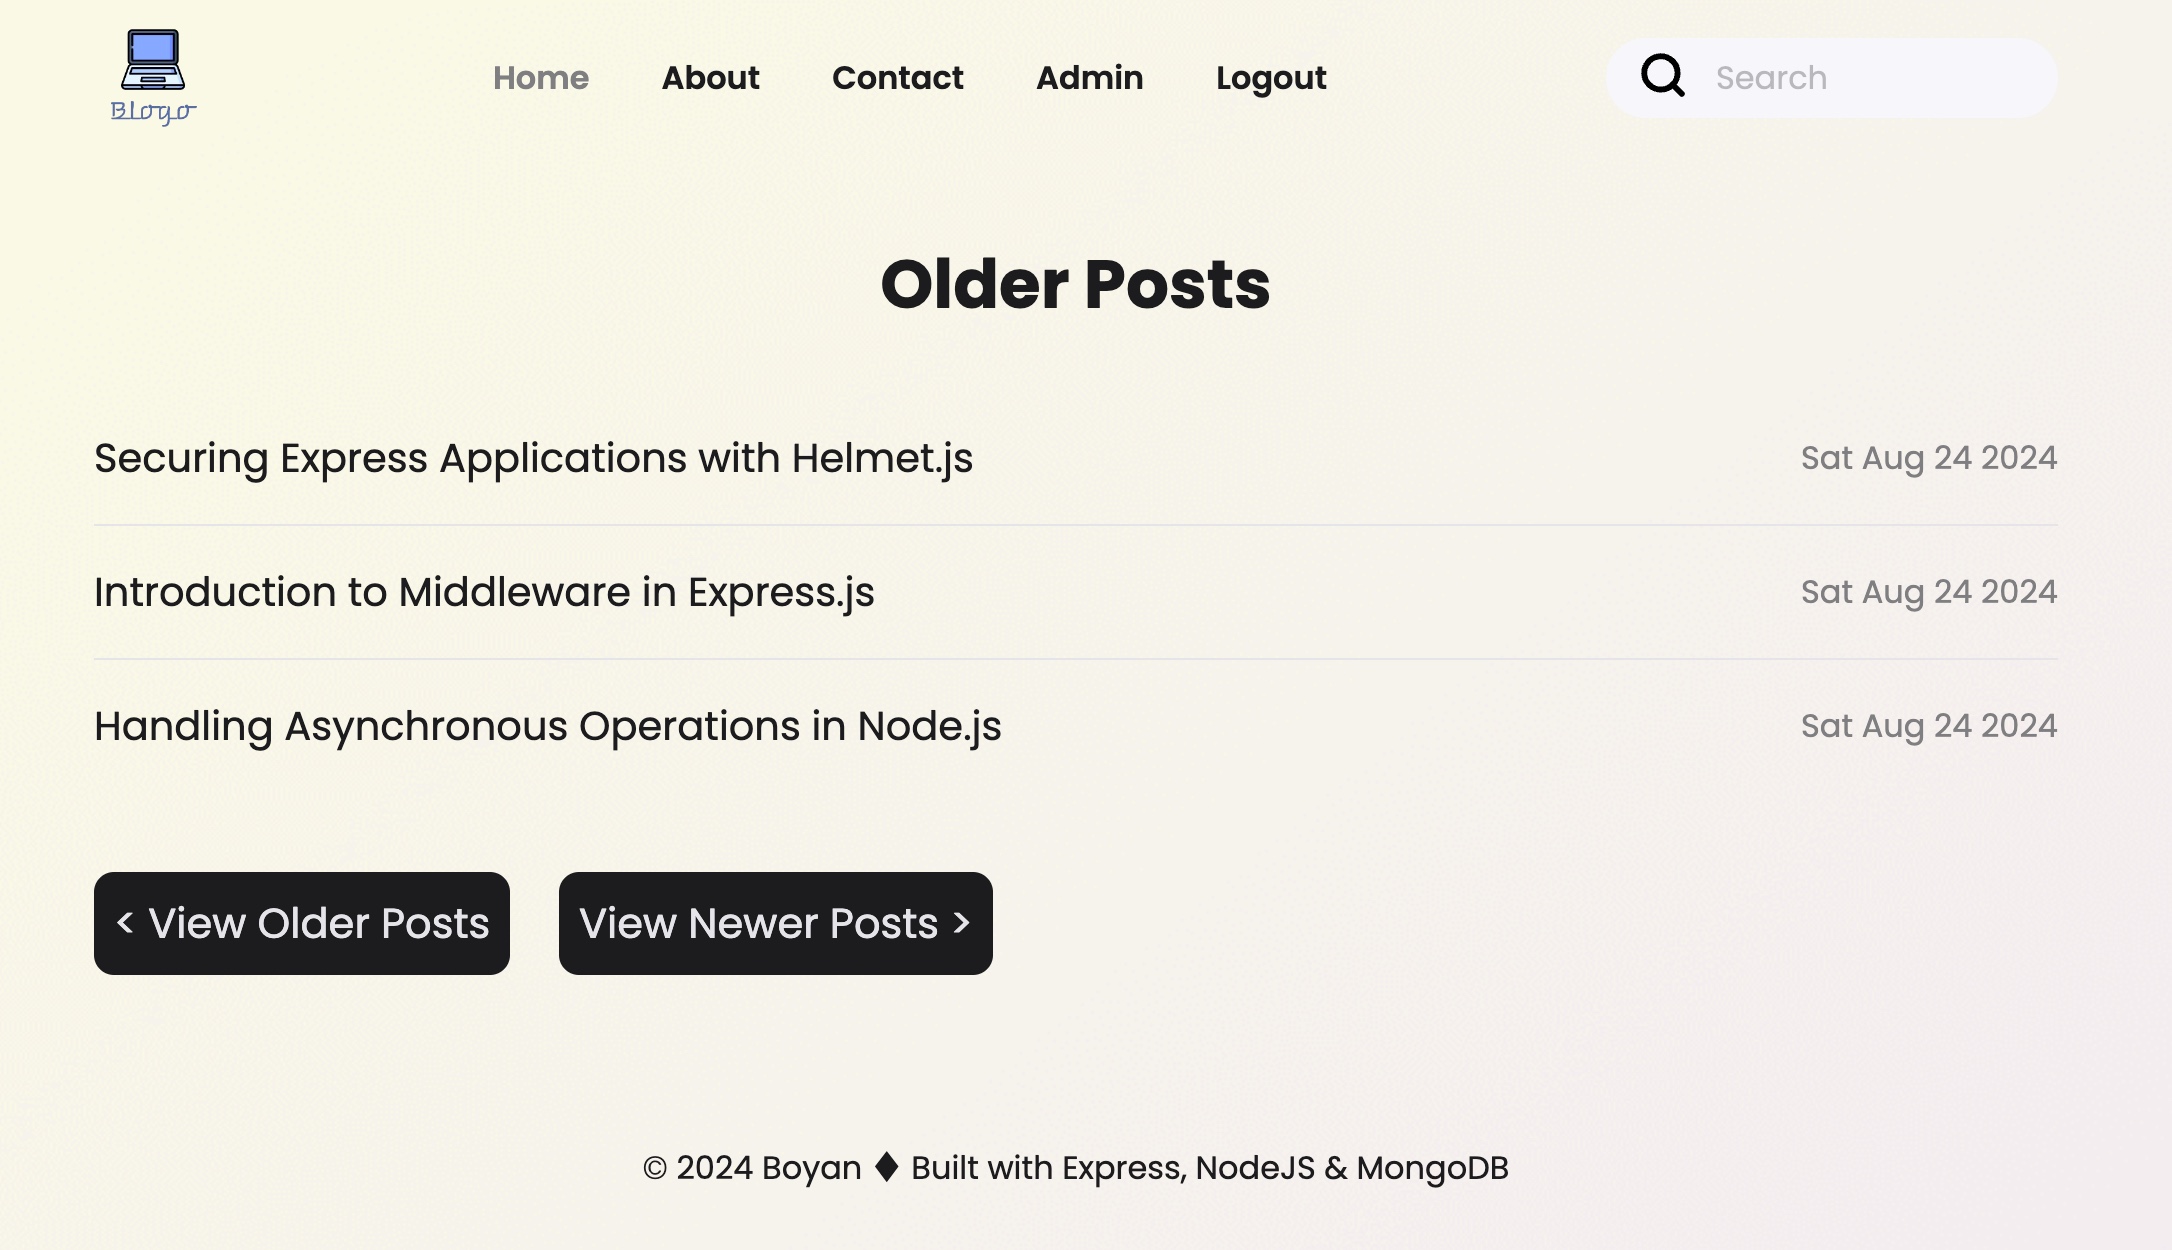 Blogo
Home About Contact Admin Logout Search
Older Posts
Securing Express Applications with Helmet.js Sat Aug 24 2024
Introduction to Middleware in Express.js Sat Aug 24 2024
Handling Asynchronous Operations in Node.js Sat Aug 24 2024
< View Older Posts View Newer Posts >
© 2024 Boyan ♦ Built with Express, NodeJS & MongoDB